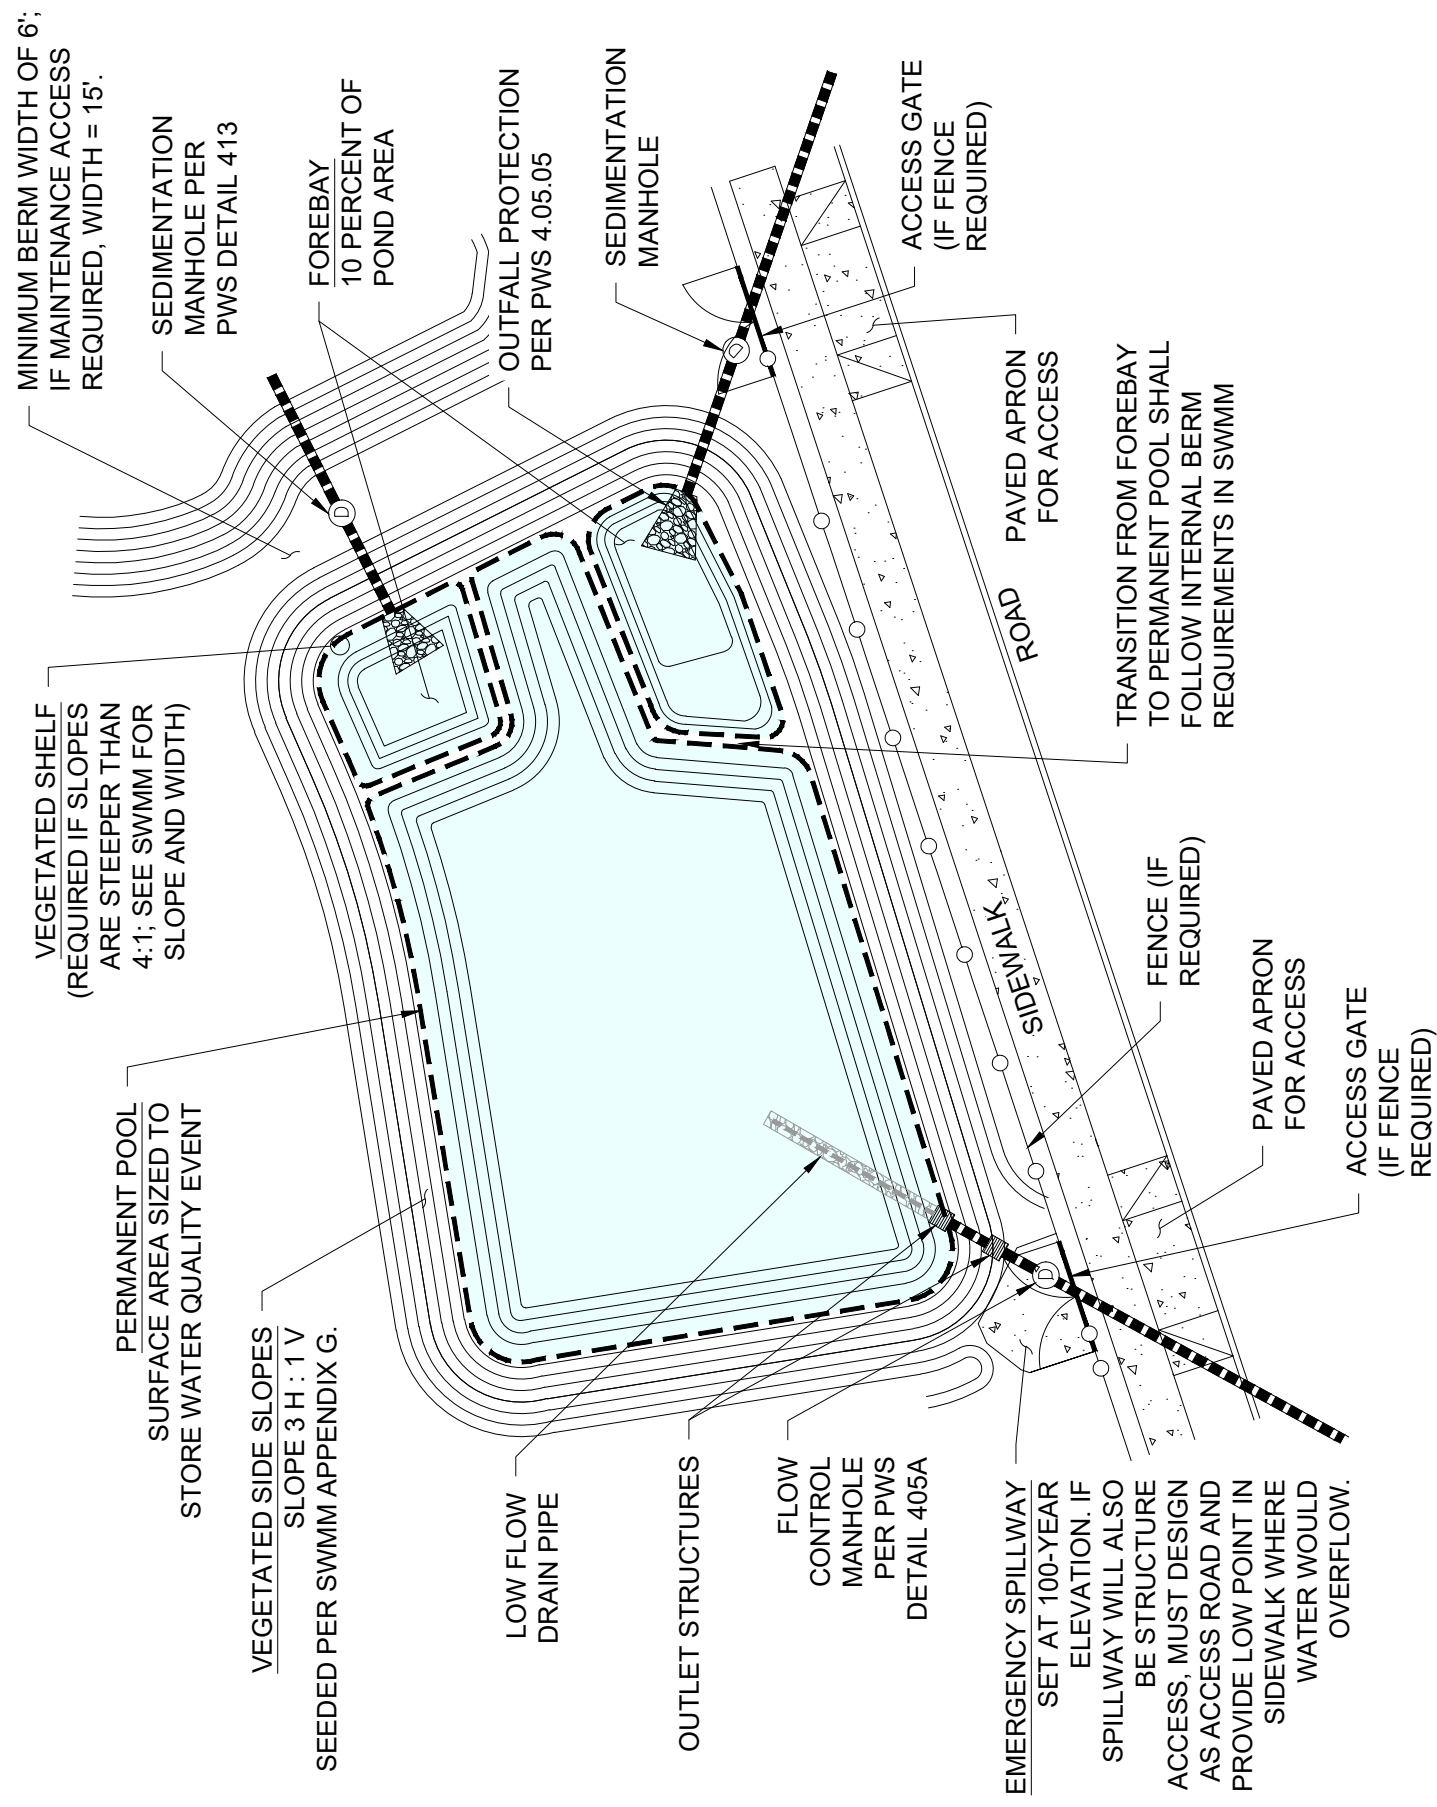 MINIMUM BERM WIDTH OF 6';
IF MAINTENANCE ACCESS
REQUIRED, WIDTH = 15'.
SEDIMENTATION
MANHOLE PER
PWS DETAIL 413
FOREBAY
10 PERCENT OF
POND AREA
OUTFALL PROTECTION
PER PWS 4.05.05
SEDIMENTATION
MANHOLE
ACCESS GATE
(IF FENCE
REQUIRED)
VEGETATED SHELF
(REQUIRED IF SLOPES
ARE STEEPER THAN
4:1; SEE SWMM FOR
SLOPE AND WIDTH)
D
D
PAVED APRON
FOR ACCESS
TRANSITION FROM FOREBAY
TO PERMANENT POOL SHALL
FOLLOW INTERNAL BERM
REQUIREMENTS IN SWMM
ROAD
SIDEWALK
PERMANENT POOL
SURFACE AREA SIZED TO
STORE WATER QUALITY EVENT
FENCE (IF
REQUIRED)
PAVED APRON
FOR ACCESS
ACCESS GATE
(IF FENCE
REQUIRED)
D
VEGETATED SIDE SLOPES
SLOPE 3 H : 1 V
SEEDED PER SWMM APPENDIX G.
LOW FLOW
DRAIN PIPE
OUTLET STRUCTURES
FLOW
CONTROL
MANHOLE
PER PWS
DETAIL 405A
EMERGENCY SPILLWAY
SET AT 100-YEAR
ELEVATION. IF
SPILLWAY WILL ALSO
BE STRUCTURE
ACCESS, MUST DESIGN
AS ACCESS ROAD AND
PROVIDE LOW POINT IN
SIDEWALK WHERE
WATER WOULD
OVERFLOW.